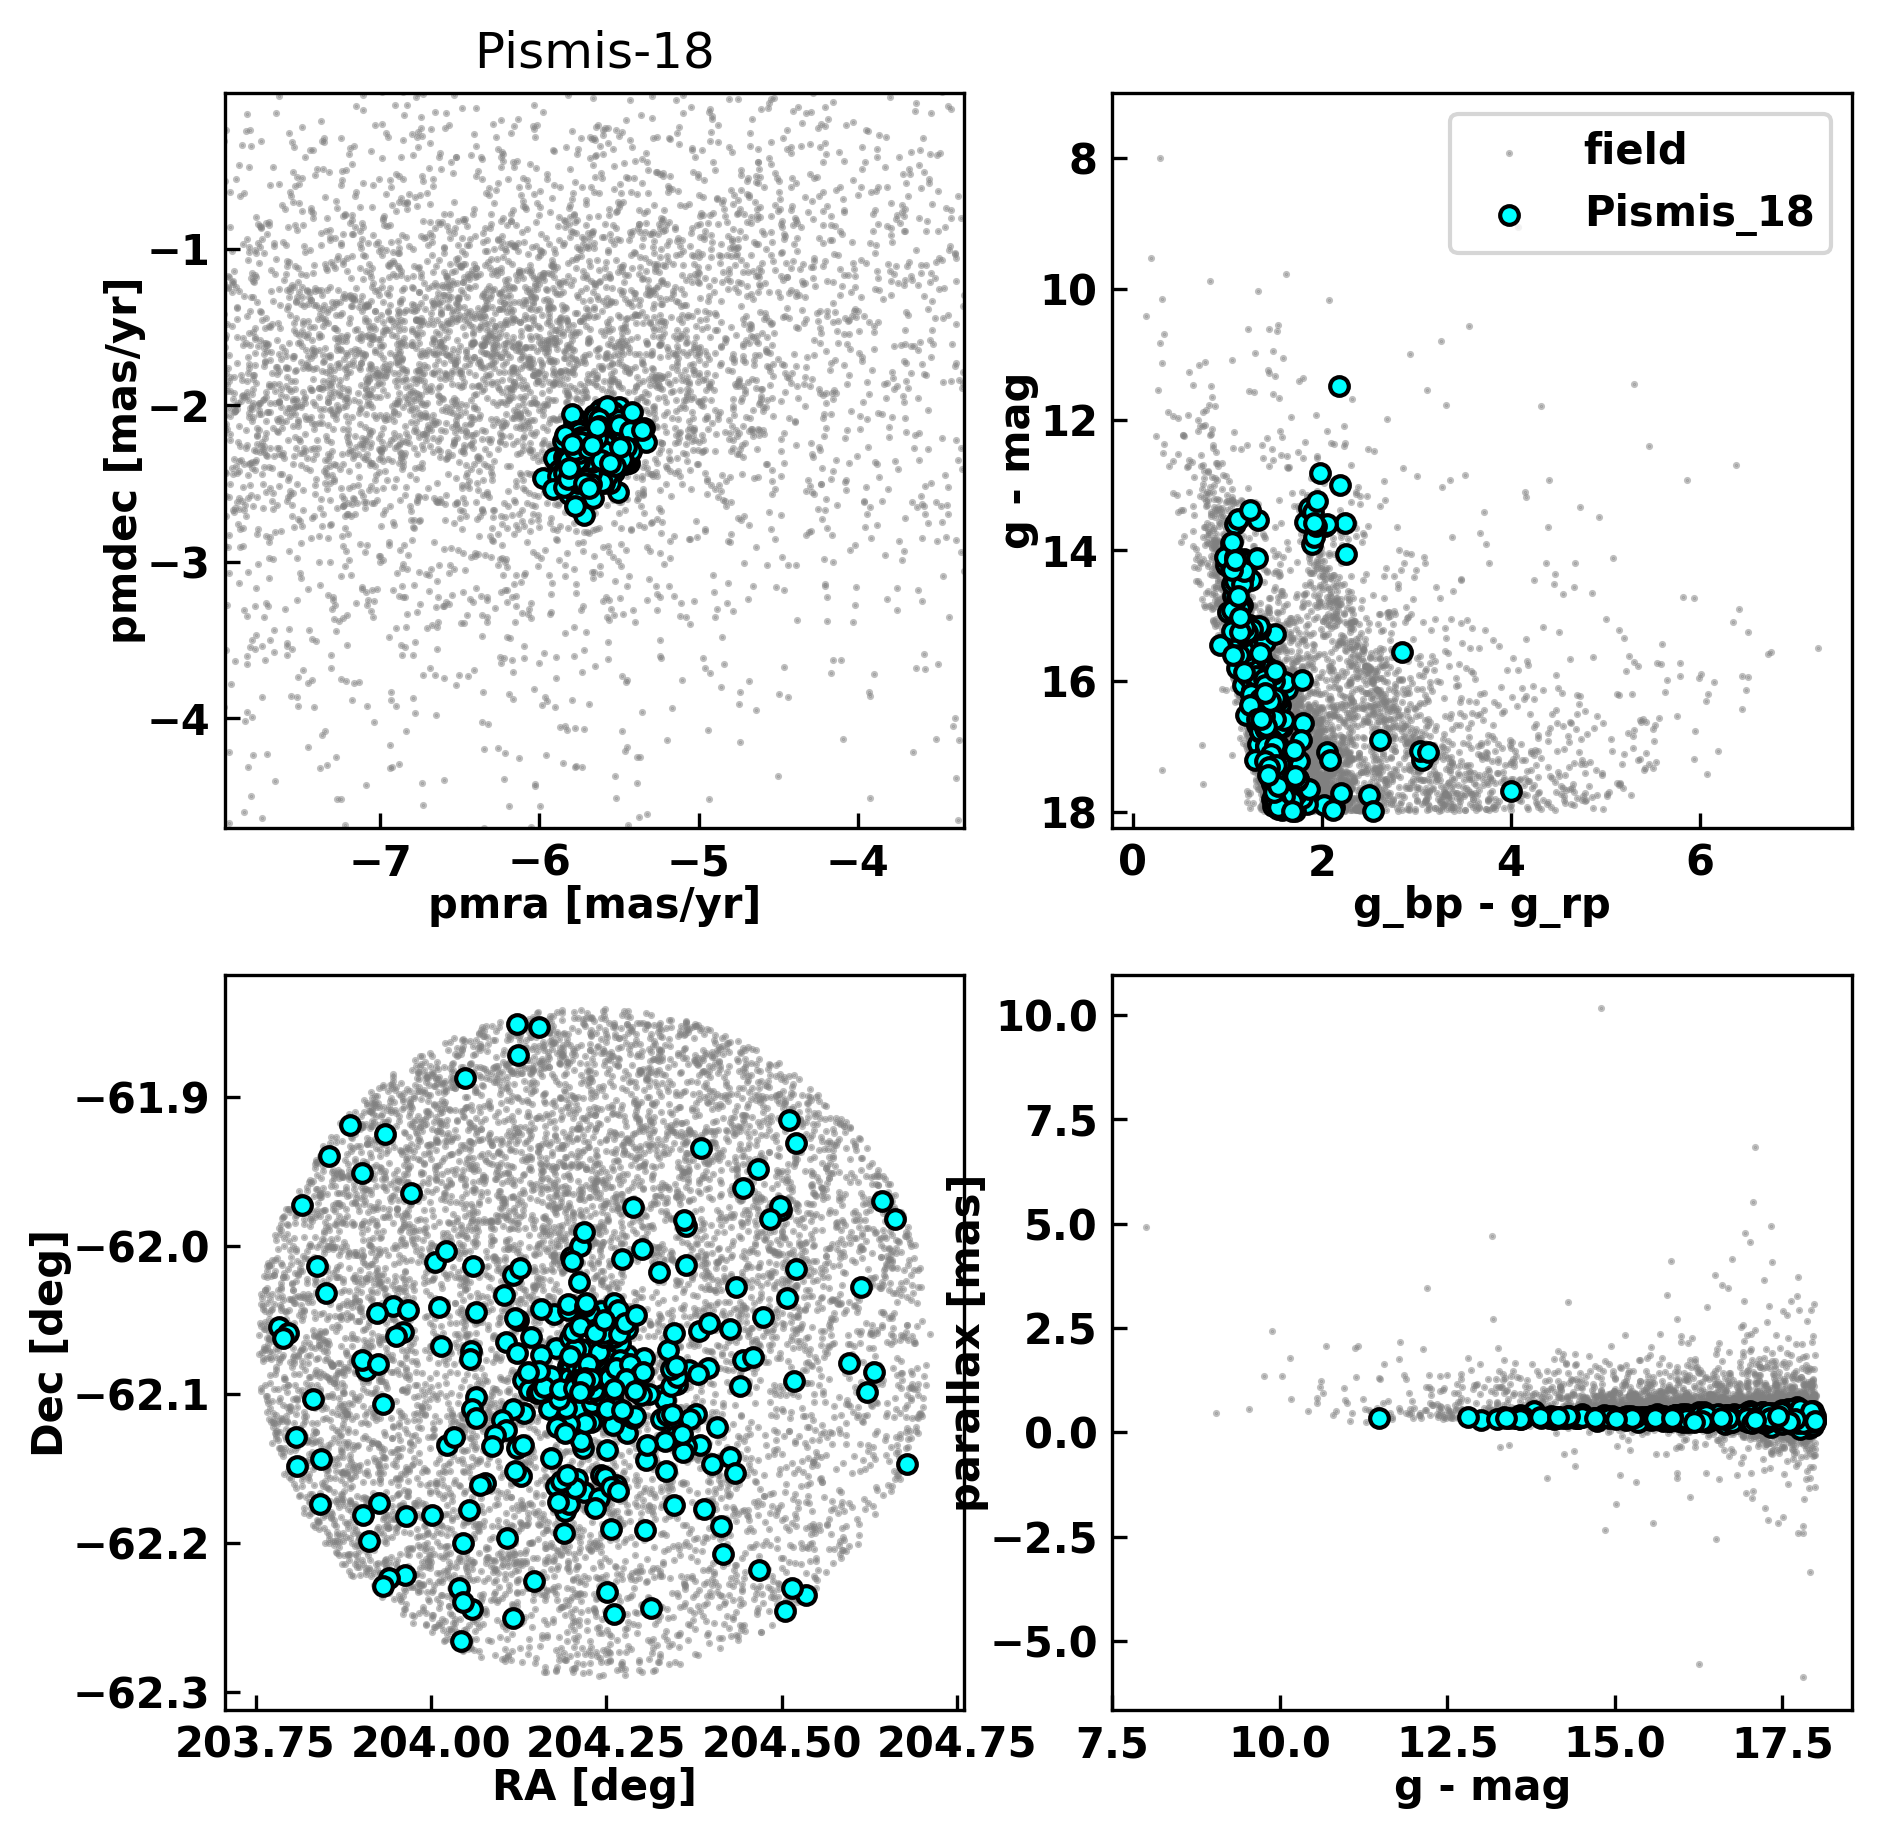 Pismis-18
−1
−2
−3
−4
pmdec [mas/yr]
−7 −6 −5 −4
pmra [mas/yr]
field
Pismis_18
8
10
12
14
16
18
g - mag
0 2 4 6
g_bp - g_rp
−61.9
−62.0
−62.1
−62.2
−62.3
Dec [deg]
203.75 204.00 204.25 204.50 204.75
RA [deg]
10.0
7.5
5.0
2.5
0.0
−2.5
−5.0
parallax [mas]
7.5 10.0 12.5 15.0 17.5
g - mag